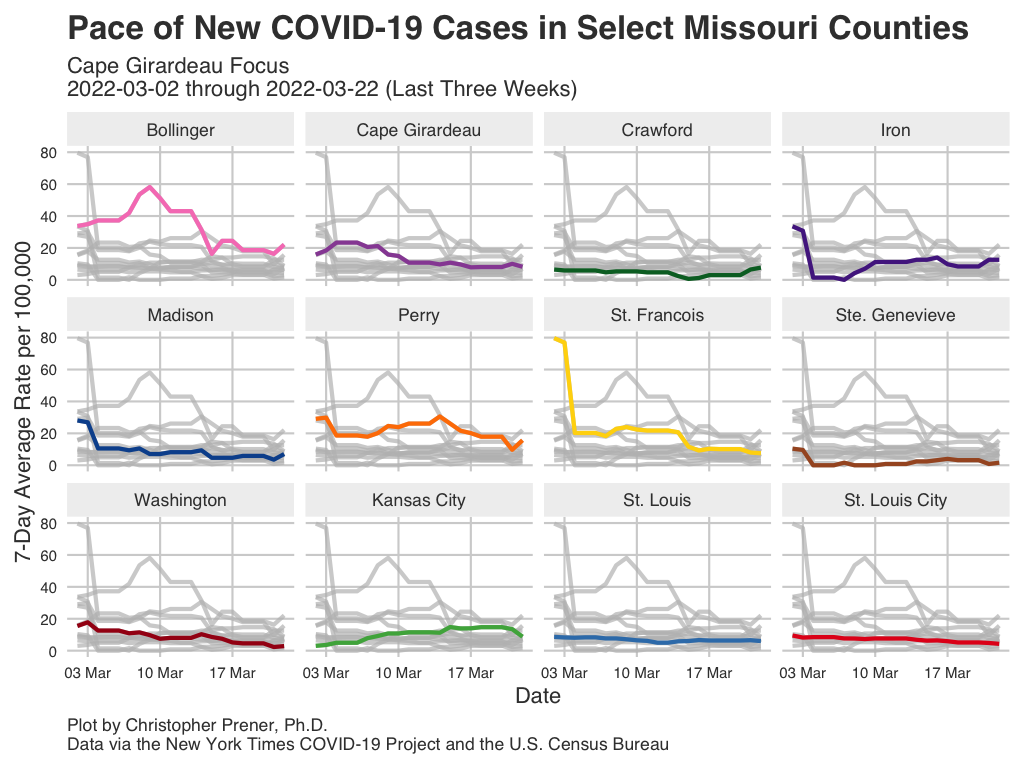 Pace of New COVID-19 Cases in Select Missouri Counties
Cape Girardeau Focus
2022-03-02 through 2022-03-22 (Last Three Weeks)
Bollinger
Cape Girardeau
Crawford
Iron
80
60
40
20
0
Madison
Perry
St. Francois
Ste. Genevieve
80
60
40
20
0
Washington
Kansas City
St. Louis
St. Louis City
80
60
40
20
0
7-Day Average Rate per 100,000
03 Mar
10 Mar
17 Mar
03 Mar
10 Mar
17 Mar
03 Mar
10 Mar
17 Mar
03 Mar
10 Mar
17 Mar
Date
Plot by Christopher Prener, Ph.D.
Data via the New York Times COVID-19 Project and the U.S. Census Bureau